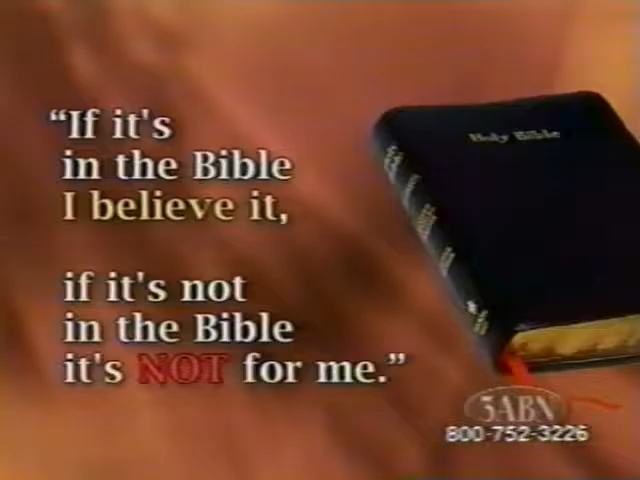 “If it's
in the Bible
I believe it,
if it's not
in the Bible
it's NOT for me.”
Holy Bible
3ABN
800-752-3226